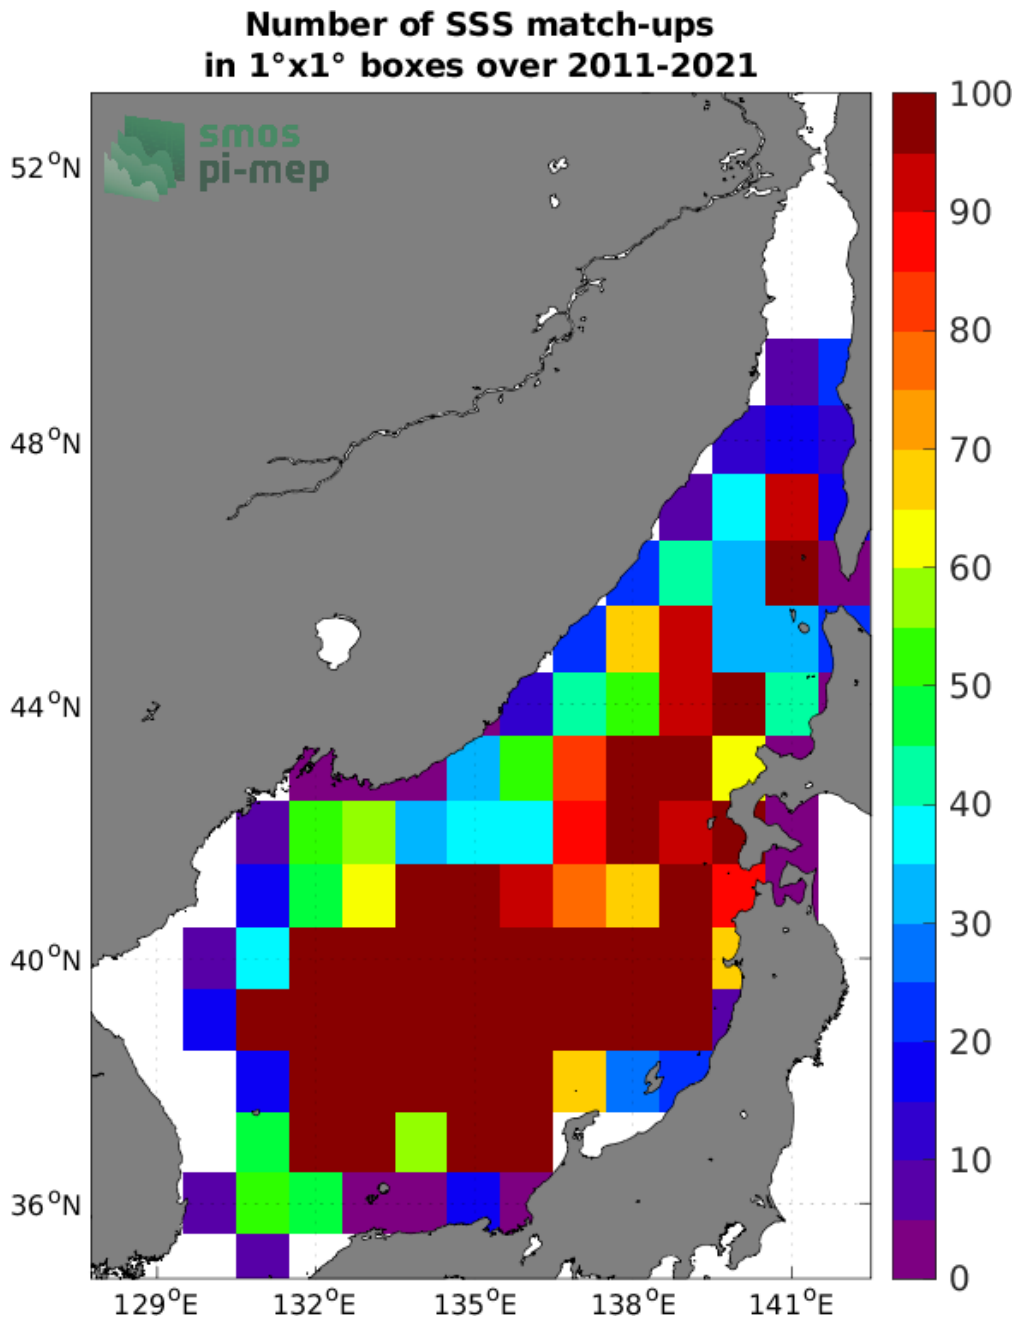 Number of SSS match-ups
in 1°x1° boxes over 2011-2021
smos
pi-mep
52°N
48°N
44°N
40°N
36°N
129°E
132°E
135°E
138°E
141°E
100
90
80
70
60
50
40
30
20
10
0